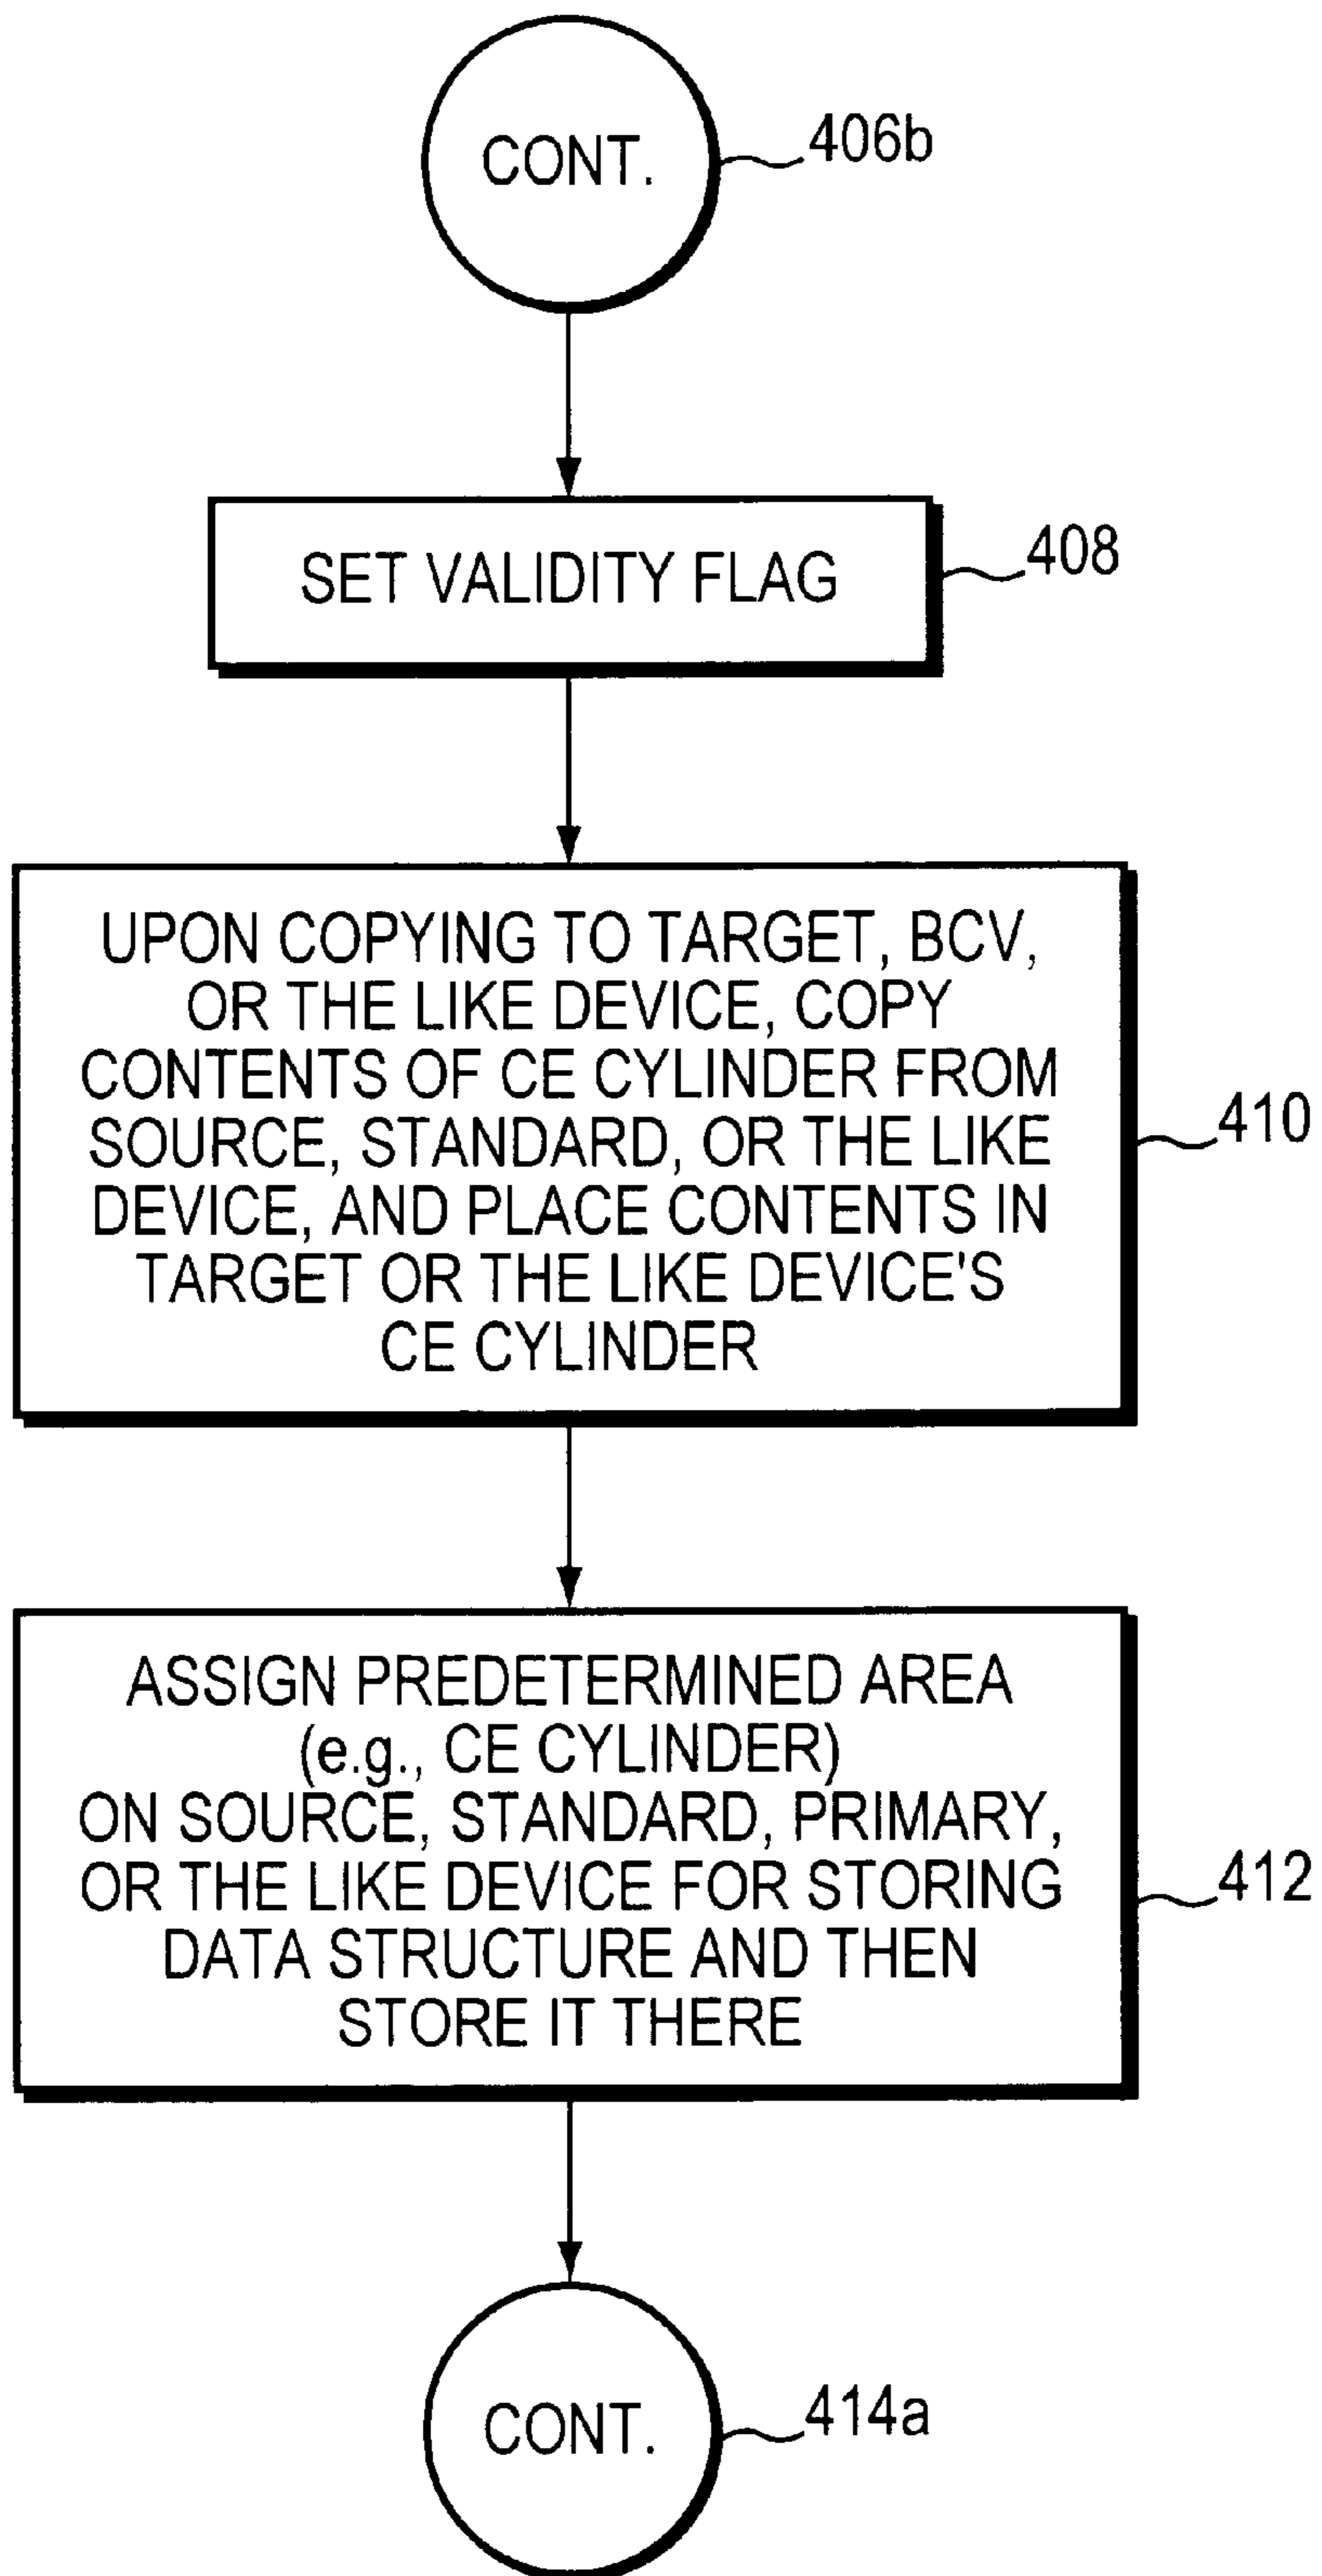 CONT.
406b
SET VALIDITY FLAG
408
UPON COPYING TO TARGET, BCV,
OR THE LIKE DEVICE, COPY
CONTENTS OF CE CYLINDER FROM
SOURCE, STANDARD, OR THE LIKE
DEVICE, AND PLACE CONTENTS IN
TARGET OR THE LIKE DEVICE'S
CE CYLINDER
410
ASSIGN PREDETERMINED AREA
(e.g., CE CYLINDER)
ON SOURCE, STANDARD, PRIMARY,
OR THE LIKE DEVICE FOR STORING
DATA STRUCTURE AND THEN
STORE IT THERE
412
CONT.
414a